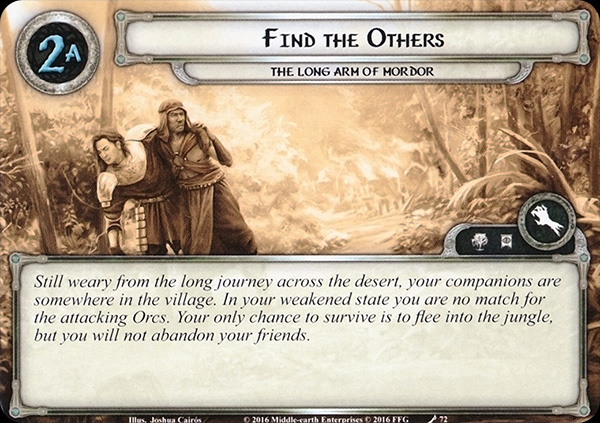 2A
Find the Others
The Long Arm of Mordor
Still weary from the long journey across the desert, your companions are
somewhere in the village. In your weakened state you are no match for
the attacking Orcs. Your only chance to survive is to flee into the jungle,
but you will not abandon your friends.
Illus. Joshua Cairós © 2016 Middle-earth Enterprises © 2016 FFG 72